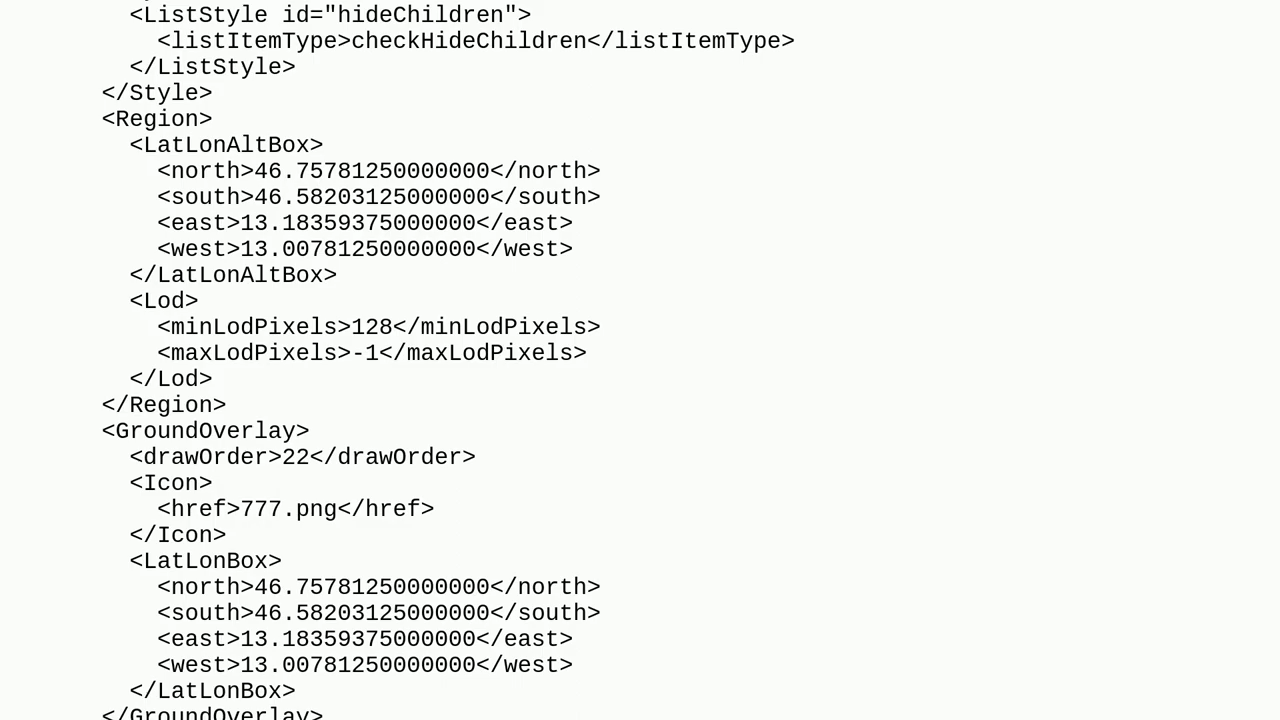 <ListStyle id="hideChildren">
<listItemType>checkHideChildren</listItemType>
</ListStyle>
</Style>
<Region>
<LatLonAltBox>
<north>46.75781250000000</north>
<south>46.58203125000000</south>
<east>13.18359375000000</east>
<west>13.00781250000000</west>
</LatLonAltBox>
<Lod>
<minLodPixels>128</minLodPixels>
<maxLodPixels>-1</maxLodPixels>
</Lod>
</Region>
<GroundOverlay>
<drawOrder>22</drawOrder>
<Icon>
<href>777.png</href>
</Icon>
<LatLonBox>
<north>46.75781250000000</north>
<south>46.58203125000000</south>
<east>13.18359375000000</east>
<west>13.00781250000000</west>
</LatLonBox>
</GroundOverlay>